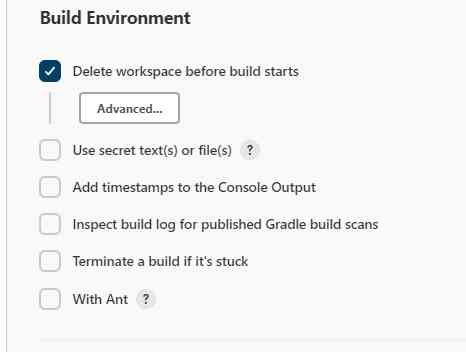 Build Environment
Delete workspace before build starts
Advanced...
Use secret text(s) or file(s) ?
Add timestamps to the Console Output
Inspect build log for published Gradle build scans
Terminate a build if it's stuck
With Ant ?